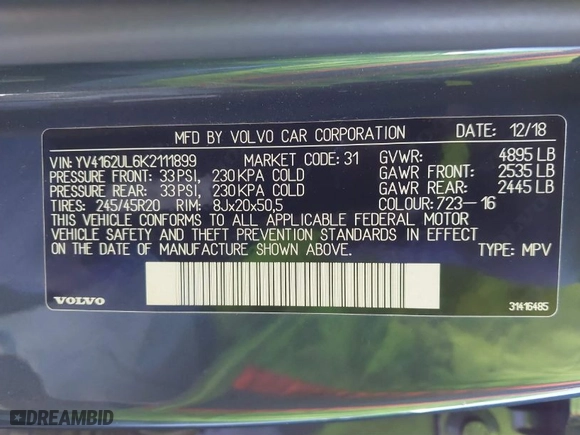 MFD BY VOLVO CAR CORPORATION DATE: 12/18
VIN: YV4162UL6K2111899 MARKET CODE: 31 GVWR: 4895 LB
PRESSURE FRONT: 33 PSI, 230 KPA COLD GAWR FRONT: 2535 LB
PRESSURE REAR: 33 PSI, 230 KPA COLD GAWR REAR: 2445 LB
TIRES: 245/45R20 RIM: 8Jx20x50,5 COLOUR: 723-16
THIS VEHICLE CONFORMS TO ALL APPLICABLE FEDERAL MOTOR
VEHICLE SAFETY AND THEFT PREVENTION STANDARDS IN EFFECT
ON THE DATE OF MANUFACTURE SHOWN ABOVE. TYPE: MPV
VOLVO 31416485
DREAMBID